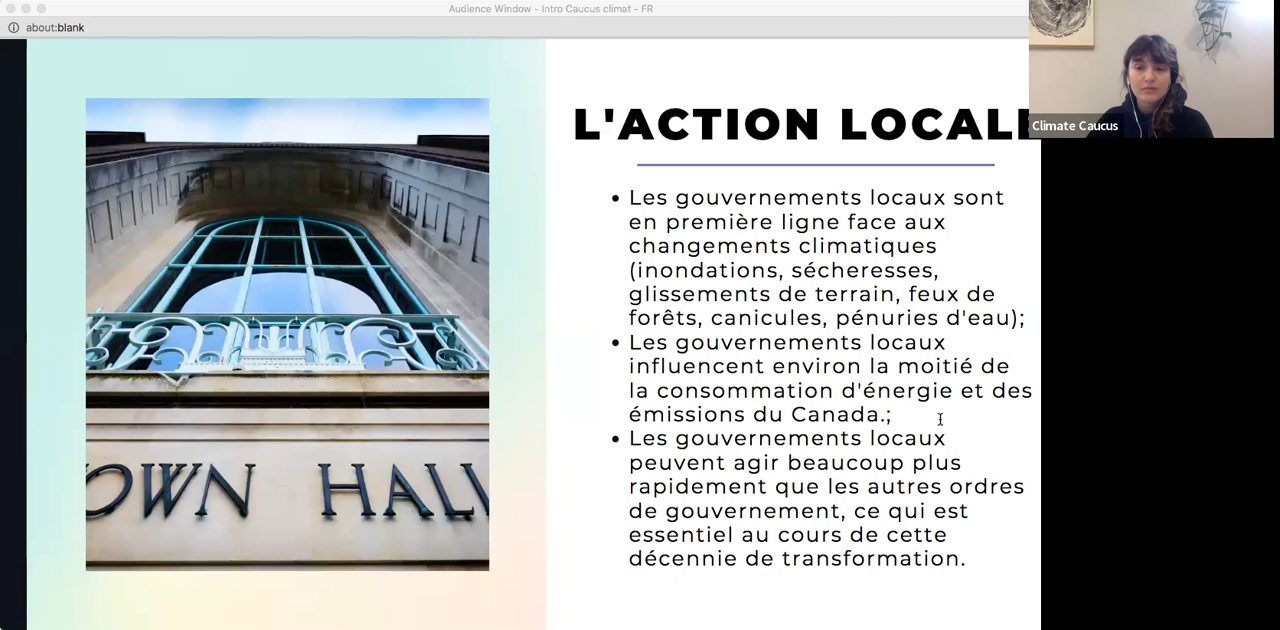 Audience Window - Intro Caucus climat - FR
about:blank
L'ACTION LOCALE
Climate Caucus
• Les gouvernements locaux sont
en première ligne face aux
changements climatiques
(inondations, sécheresses,
glissements de terrain, feux de
forêts, canicules, pénuries d'eau);
• Les gouvernements locaux
influencent environ la moitié de
la consommation d'énergie et des
émissions du Canada.;
• Les gouvernements locaux
peuvent agir beaucoup plus
rapidement que les autres ordres
de gouvernement, ce qui est
essentiel au cours de cette
décennie de transformation.
OWN HALL